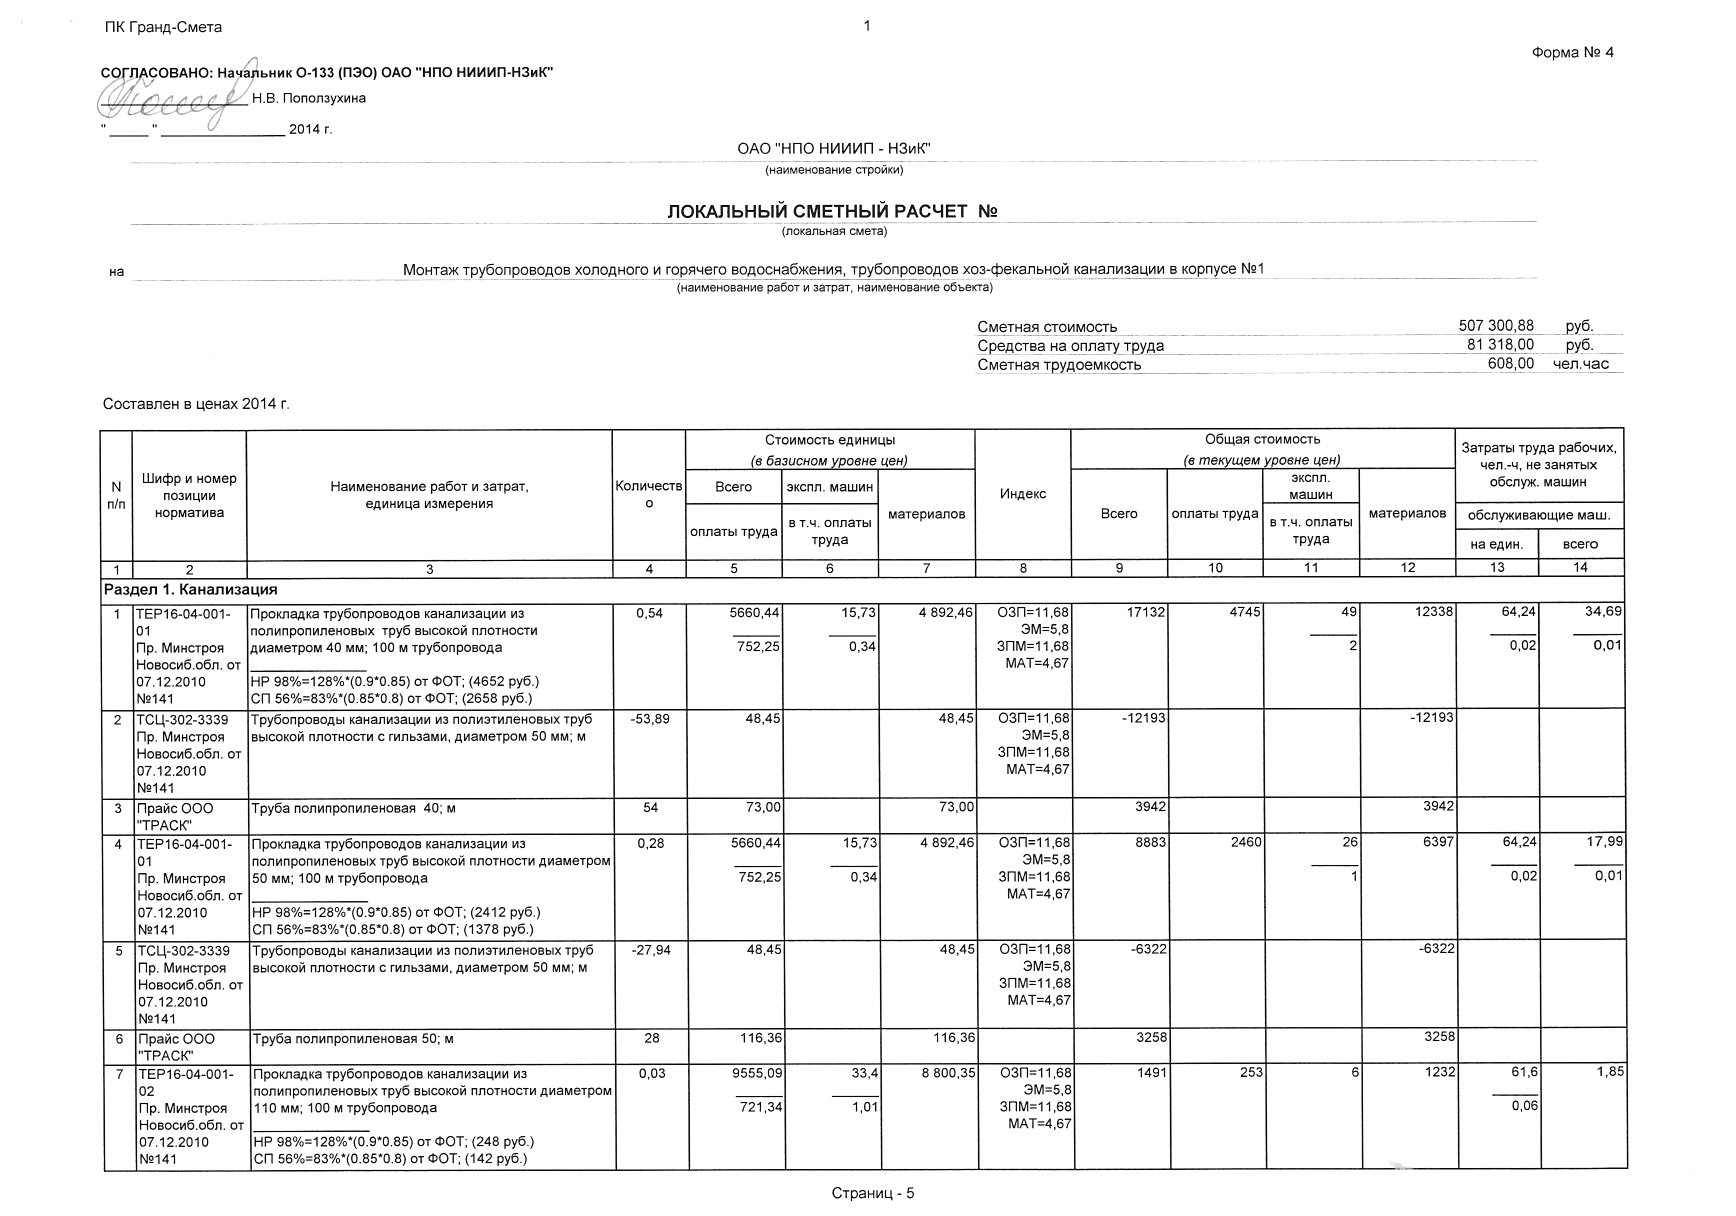 ПК Гранд-Смета
1
Форма № 4
СОГЛАСОВАНО: Начальник О-133 (ПЭО) ОАО "НПО НИИИП-НЗиК"
Н.В. Поползухина
" _____ " ________________ 2014 г.
ОАО "НПО НИИИП - НЗиК"
(наименование стройки)
ЛОКАЛЬНЫЙ СМЕТНЫЙ РАСЧЕТ №
(локальная смета)
на Монтаж трубопроводов холодного и горячего водоснабжения, трубопроводов хоз-фекальной канализации в корпусе №1
(наименование работ и затрат, наименование объекта)
Сметная стоимость 507 300,88 руб.
Средства на оплату труда 81 318,00 руб.
Сметная трудоемкость 608,00 чел.час
Составлен в ценах 2014 г.
N п/п
Шифр и номер
позиции
норматива
Наименование работ и затрат,
единица измерения
Количеств
о
Стоимость единицы
(в базисном уровне цен)
Всего
оплаты труда
экспл. машин
в т.ч. оплаты
труда
материалов
Индекс
Общая стоимость
(в текущем уровне цен)
Всего
оплаты труда
экспл.
машин
в т.ч. оплаты
труда
материалов
Затраты труда рабочих,
чел.-ч, не занятых
обслуж. машин
обслуживающие маш.
на един. всего
1 2 3 4 5 6 7 8 9 10 11 12 13 14
Раздел 1. Канализация
1 ТЕР16-04-001- Прокладка трубопроводов канализации из 0,54 5660,44 15,73 4 892,46 ОЗП=11,68 17132 4745 49 12338 64,24 34,69
01 полипропиленовых труб высокой плотности ЭМ=5,8
Пр. Минстроя диаметром 40 мм; 100 м трубопровода 752,25 0,34 ЗПМ=11,68 2 0,02 0,01
Новосиб.обл. от МАТ=4,67
07.12.2010 НР 98%=128%*(0.9*0.85) от ФОТ; (4652 руб.)
№141 СП 56%=83%*(0.85*0.8) от ФОТ; (2658 руб.)
2 ТСЦ-302-3339 Трубопроводы канализации из полиэтиленовых труб -53,89 48,45 48,45 ОЗП=11,68 -12193 -12193
Пр. Минстроя высокой плотности с гильзами, диаметром 50 мм; м ЭМ=5,8
Новосиб.обл. от ЗПМ=11,68
07.12.2010 МАТ=4,67
№141
3 Прайс ООО Труба полипропиленовая 40; м 54 73,00 73,00 3942 3942
"ТРАСК"
4 ТЕР16-04-001- Прокладка трубопроводов канализации из 0,28 5660,44 15,73 4 892,46 ОЗП=11,68 8883 2460 26 6397 64,24 17,99
01 полипропиленовых труб высокой плотности диаметром ЭМ=5,8
Пр. Минстроя 50 мм; 100 м трубопровода 752,25 0,34 ЗПМ=11,68 1 0,02 0,01
Новосиб.обл. от МАТ=4,67
07.12.2010 НР 98%=128%*(0.9*0.85) от ФОТ; (2412 руб.)
№141 СП 56%=83%*(0.85*0.8) от ФОТ; (1378 руб.)
5 ТСЦ-302-3339 Трубопроводы канализации из полиэтиленовых труб -27,94 48,45 48,45 ОЗП=11,68 -6322 -6322
Пр. Минстроя высокой плотности с гильзами, диаметром 50 мм; м ЭМ=5,8
Новосиб.обл. от ЗПМ=11,68
07.12.2010 МАТ=4,67
№141
6 Прайс ООО Труба полипропиленовая 50; м 28 116,36 116,36 3258 3258
"ТРАСК"
7 ТЕР16-04-001- Прокладка трубопроводов канализации из 0,03 9555,09 33,4 8 800,35 ОЗП=11,68 1491 253 6 1232 61,6 1,85
02 полипропиленовых труб высокой плотности диаметром ЭМ=5,8
Пр. Минстроя 110 мм; 100 м трубопровода 721,34 1,01 ЗПМ=11,68 0,06
Новосиб.обл. от МАТ=4,67
07.12.2010 НР 98%=128%*(0.9*0.85) от ФОТ; (248 руб.)
№141 СП 56%=83%*(0.85*0.8) от ФОТ; (142 руб.)
Страниц - 5